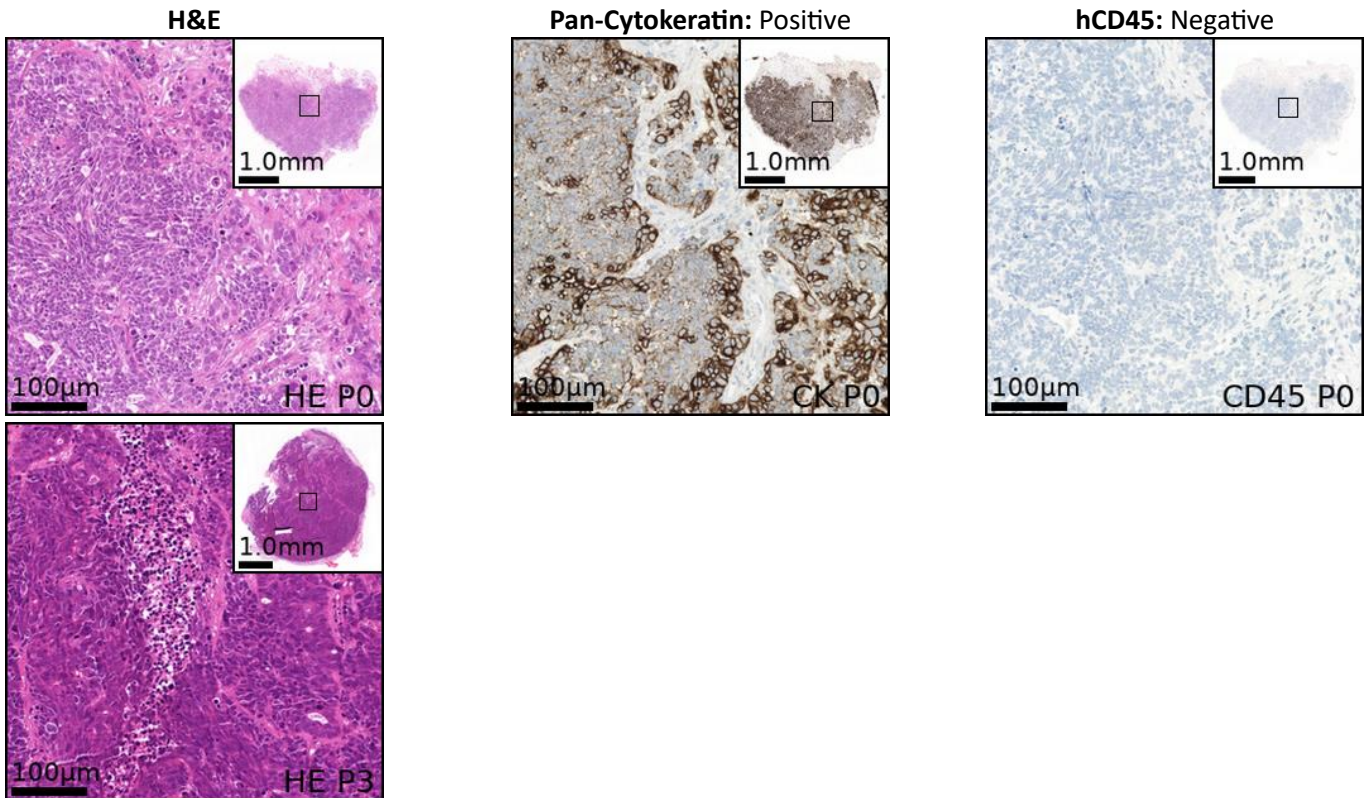 H&E
Pan-Cytokeratin: Positive
hCD45: Negative
1.0mm
100µm
HE P0
1.0mm
100µm
CK P0
1.0mm
100µm
CD45 P0
1.0mm
100µm
HE P3